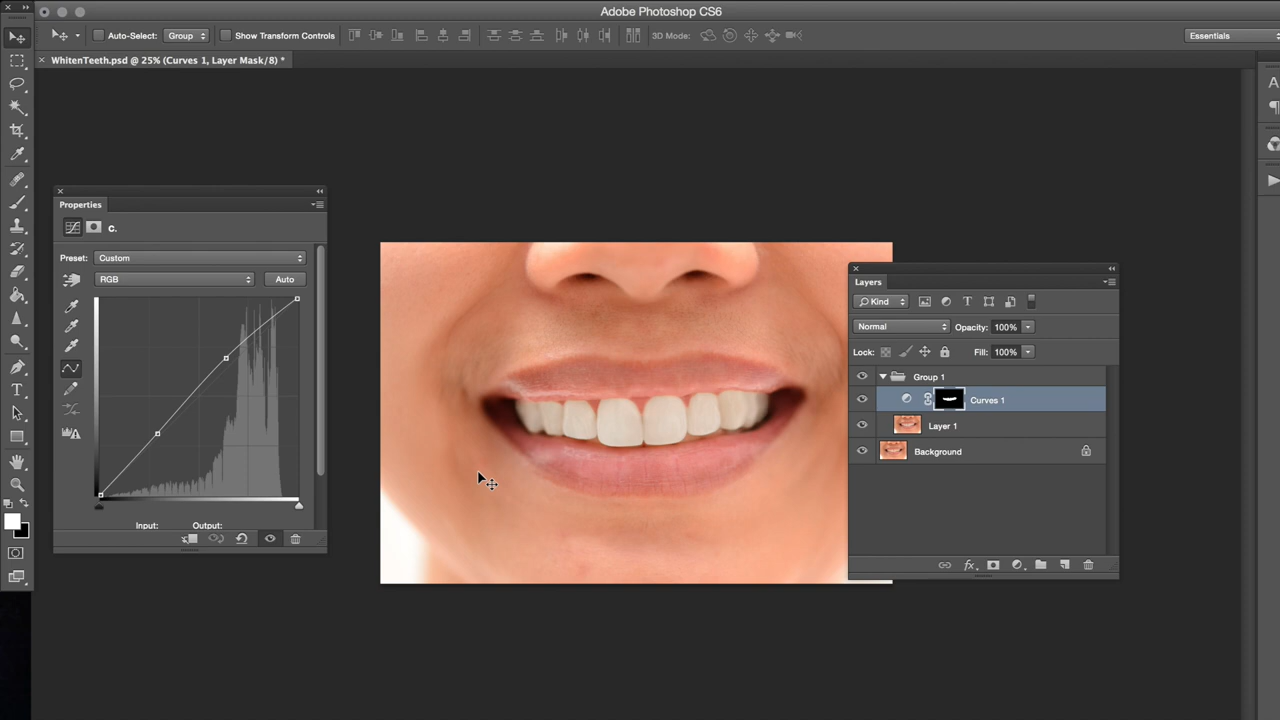 Adobe Photoshop CS6
Auto-Select: Group Show Transform Controls 3D Mode: Essentials
WhitenTeeth.psd @ 25% (Curves 1, Layer Mask/8) *
Properties
c.
Preset: Custom
RGB Auto
Input: Output:
Layers
Kind T
Normal Opacity: 100%
Lock: Fill: 100%
Group 1
Curves 1
Layer 1
Background
fx